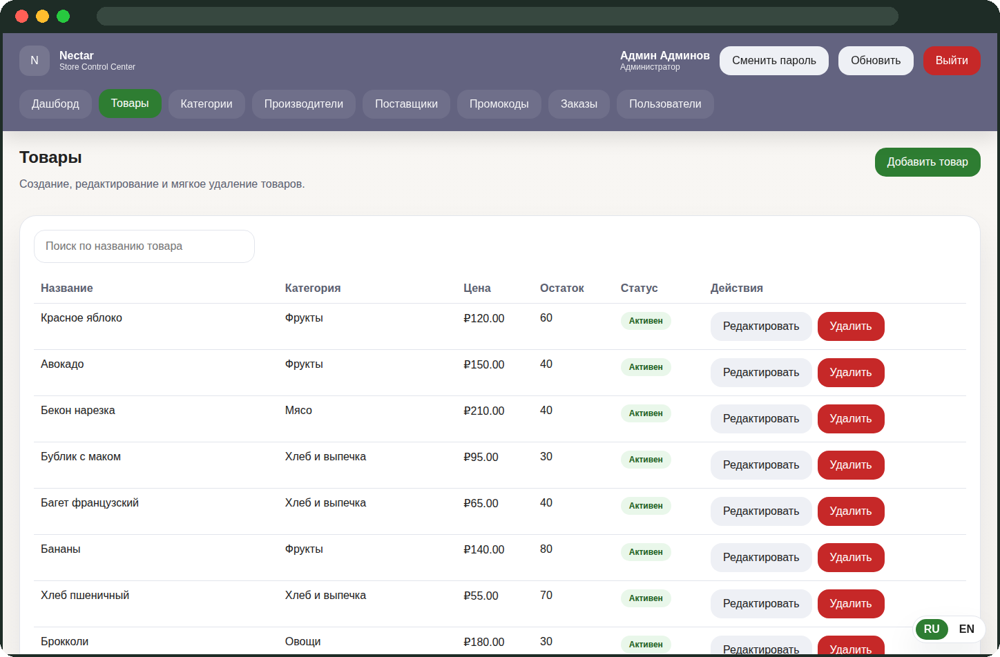 N
Nectar
Store Control Center
Админ Админов
Администратор
Сменить пароль
Обновить
Выйти
Дашборд Товары Категории Производители Поставщики Промокоды Заказы Пользователи
Товары
Добавить товар
Создание, редактирование и мягкое удаление товаров.
Поиск по названию товара
Название Категория Цена Остаток Статус Действия
Красное яблоко Фрукты ₽120.00 60 Активен Редактировать Удалить
Авокадо Фрукты ₽150.00 40 Активен Редактировать Удалить
Бекон нарезка Мясо ₽210.00 40 Активен Редактировать Удалить
Бублик с маком Хлеб и выпечка ₽95.00 30 Активен Редактировать Удалить
Багет французский Хлеб и выпечка ₽65.00 40 Активен Редактировать Удалить
Бананы Фрукты ₽140.00 80 Активен Редактировать Удалить
Хлеб пшеничный Хлеб и выпечка ₽55.00 70 Активен Редактировать Удалить
Брокколи Овощи ₽180.00 30 Активен Редактировать Удалить
RU EN